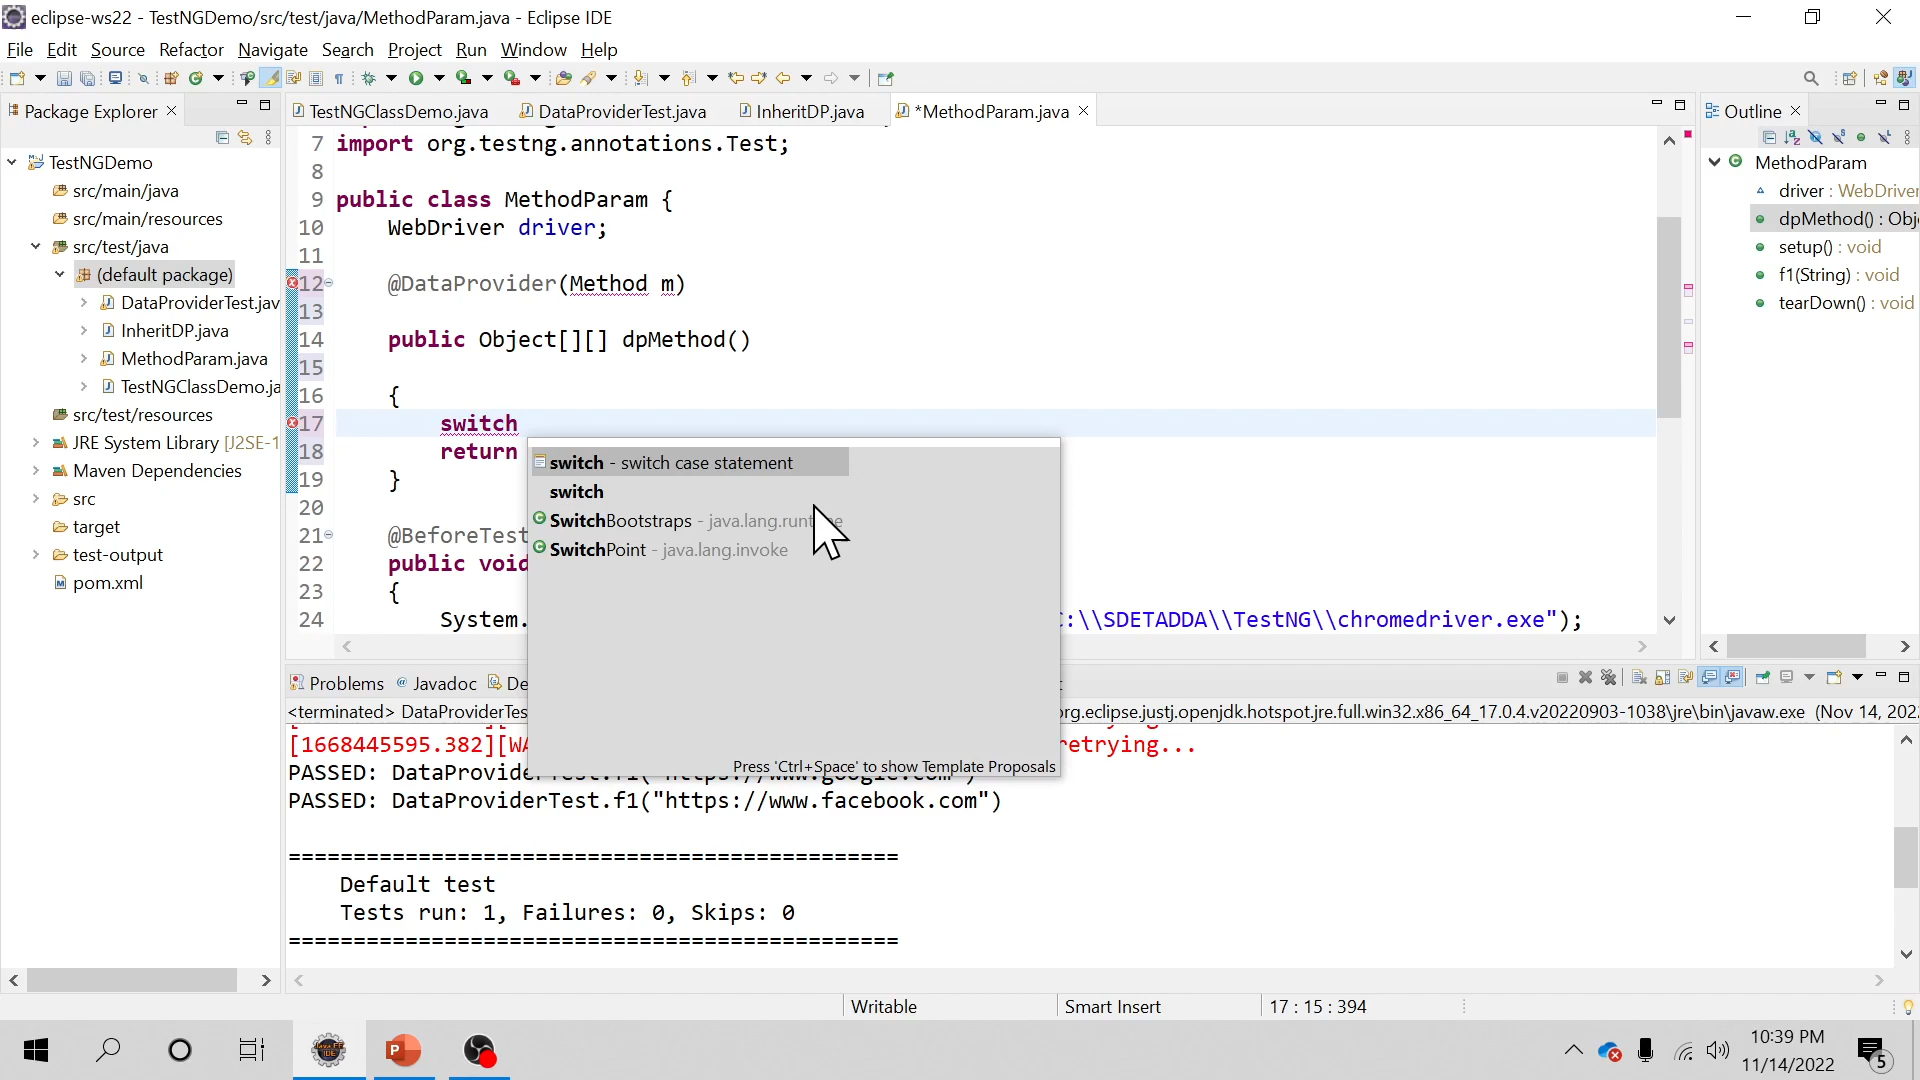 eclipse-ws22 - TestNGDemo/src/test/java/MethodParam.java - Eclipse IDE
File Edit Source Refactor Navigate Search Project Run Window Help
Package Explorer
TestNGDemo
src/main/java
src/main/resources
src/test/java
(default package)
DataProviderTest.jav
InheritDP.java
MethodParam.java
TestNGClassDemo.ja
src/test/resources
JRE System Library [J2SE-1
Maven Dependencies
src
target
test-output
pom.xml
TestNGClassDemo.java DataProviderTest.java InheritDP.java *MethodParam.java
7 import org.testng.annotations.Test;
8
9 public class MethodParam {
10 WebDriver driver;
11
12 @DataProvider(Method m)
13
14 public Object[][] dpMethod()
15
16 {
17 switch
18 return
19 }
20
21 @BeforeTest
22 public void
23 {
24 System. :\\SDETADDA\\TestNG\\chromedriver.exe");
switch - switch case statement
switch
SwitchBootstraps - java.lang.runtime
SwitchPoint - java.lang.invoke
Press 'Ctrl+Space' to show Template Proposals
Outline
MethodParam
driver : WebDriver
dpMethod() : Obj
setup() : void
f1(String) : void
tearDown() : void
Problems @ Javadoc De
<terminated> DataProviderTes org.eclipse.justj.openjdk.hotspot.jre.full.win32.x86_64_17.0.4.v20220903-1038\jre\bin\javaw.exe (Nov 14, 202
[1668445595.382][WA retrying...
PASSED: DataProviderTest.f1("https://www.google.com")
PASSED: DataProviderTest.f1("https://www.facebook.com")
===============================================
Default test
Tests run: 1, Failures: 0, Skips: 0
===============================================
Writable Smart Insert 17 : 15 : 394
10:39 PM
11/14/2022
5